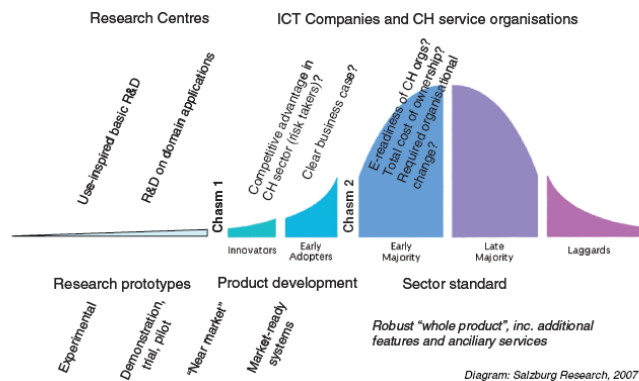 Research Centres
ICT Companies and CH service organisations
Use-inspired basic R&D
R&D on domain applications
Chasm 1
Competitive advantage in
CH sector (risk takers)?
Clear business case?
Chasm 2
E-readiness of CH orgs?
Total cost of ownership?
Required organisational
change?
Innovators
Early
Adopters
Early
Majority
Late
Majority
Laggards
Research prototypes
Product development
Sector standard
Experimental
Demonstration,
trial, pilot
"Near market"
Market-ready
systems
Robust "whole product", inc. additional
features and anciliary services
Diagram: Salzburg Research, 2007